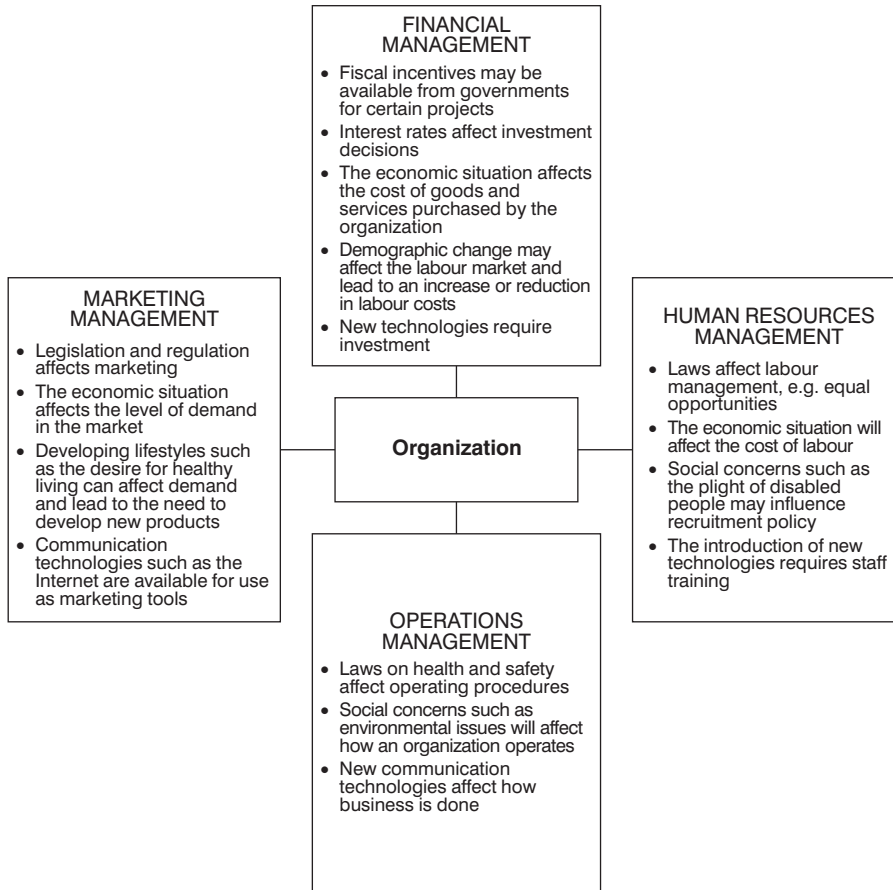 FINANCIAL
MANAGEMENT
• Fiscal incentives may be
available from governments
for certain projects
• Interest rates affect investment
decisions
• The economic situation affects
the cost of goods and
services purchased by the
organization
• Demographic change may
affect the labour market and
lead to an increase or reduction
in labour costs
• New technologies require
investment
MARKETING
MANAGEMENT
• Legislation and regulation
affects marketing
• The economic situation
affects the level of demand
in the market
• Developing lifestyles such
as the desire for healthy
living can affect demand
and lead to the need to
develop new products
• Communication
technologies such as the
Internet are available for use
as marketing tools
Organization
HUMAN RESOURCES
MANAGEMENT
• Laws affect labour
management, e.g. equal
opportunities
• The economic situation will
affect the cost of labour
• Social concerns such as
the plight of disabled
people may influence
recruitment policy
• The introduction of new
technologies requires staff
training
OPERATIONS
MANAGEMENT
• Laws on health and safety
affect operating procedures
• Social concerns such as
environmental issues will affect
how an organization operates
• New communication
technologies affect how
business is done